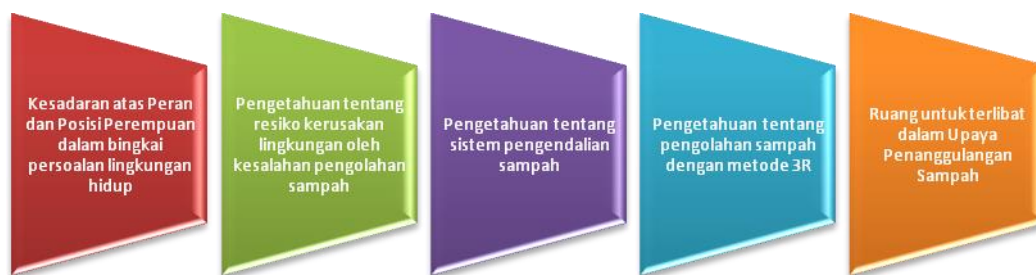 Kesadaran atas Peran
dan Posisi Perempuan
dalam bingkai
persoalan lingkungan
hidup
Pengetahuan tentang
resiko kerusakan
lingkungan oleh
kesalahan pengolahan
sampah
Pengetahuan tentang
sistem pengendalian
sampah
Pengetahuan tentang
pengolahan sampah
dengan metode 3R
Ruang untuk terlibat
dalam Upaya
Penanggulangan
Sampah